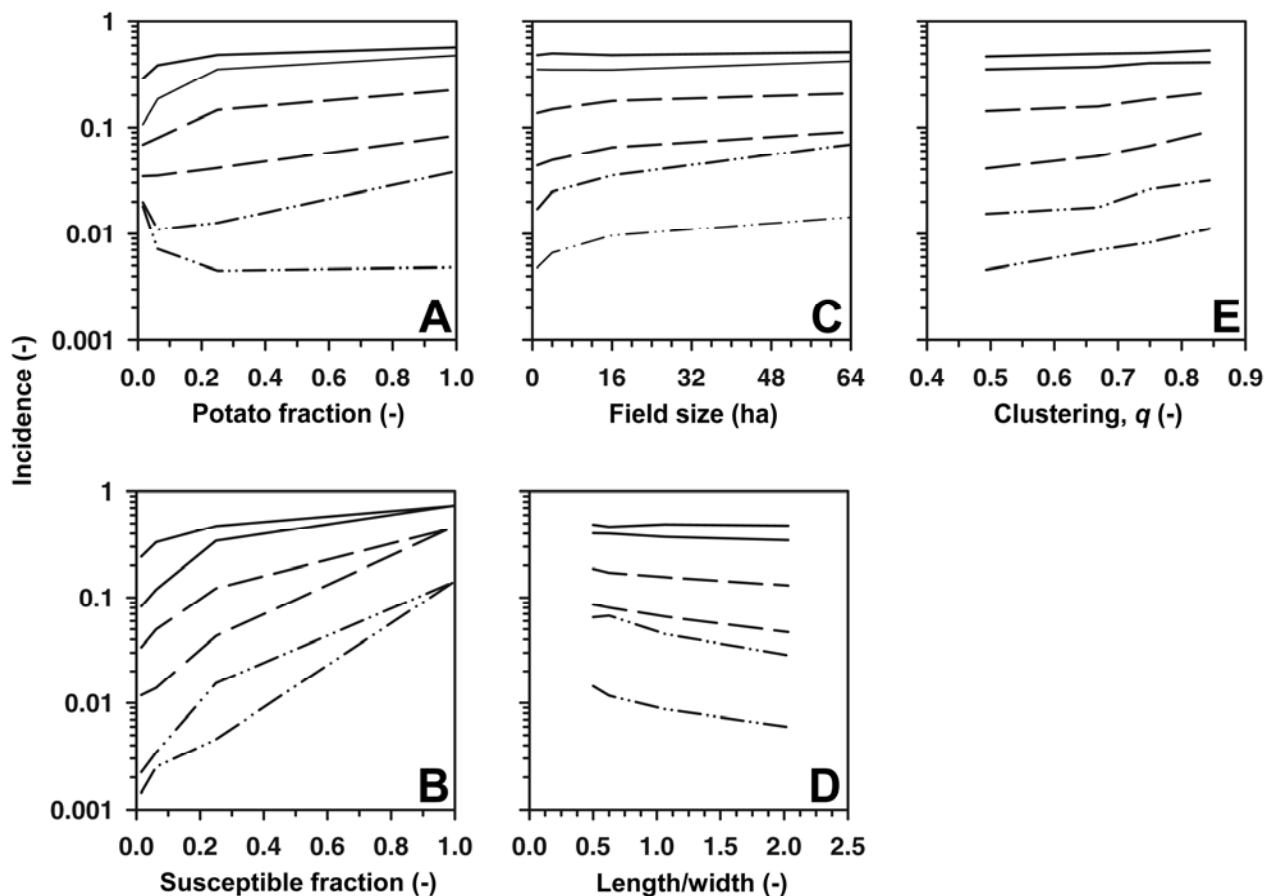 1
0.1
0.01
0.001
0.0 0.2 0.4 0.6 0.8 1.0
Potato fraction (-)
A
0 16 32 48 64
Field size (ha)
C
0.4 0.5 0.6 0.7 0.8 0.9
Clustering, q (-)
E
Incidence (-)
1
0.1
0.01
0.001
0.0 0.2 0.4 0.6 0.8 1.0
Susceptible fraction (-)
B
0.0 0.5 1.0 1.5 2.0 2.5
Length/width (-)
D